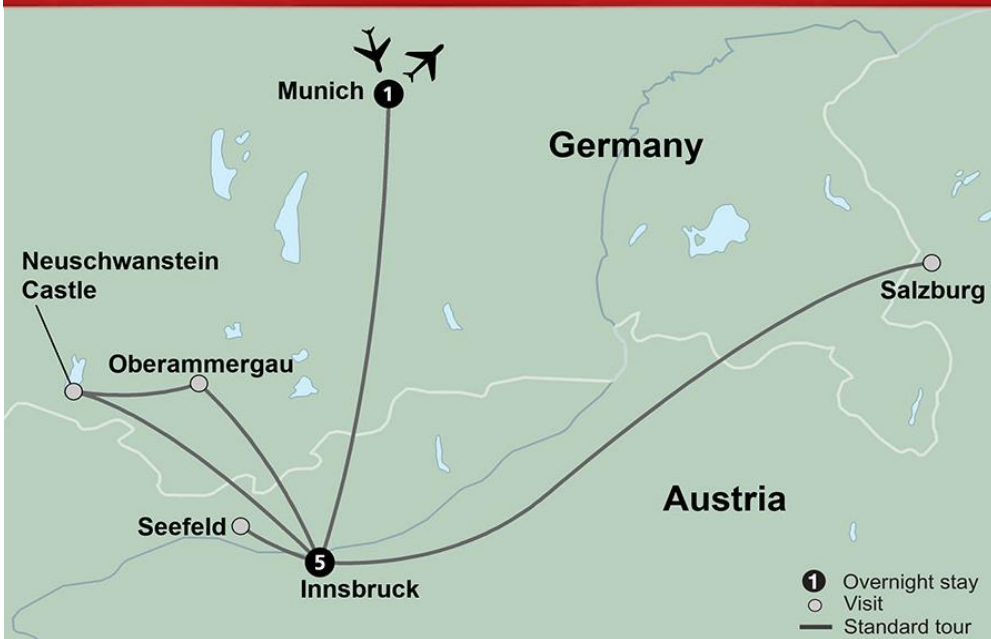 Munich
1
Germany
Neuschwanstein
Castle
Salzburg
Oberammergau
Austria
Seefeld
5
Innsbruck
1 Overnight stay
Visit
Standard tour